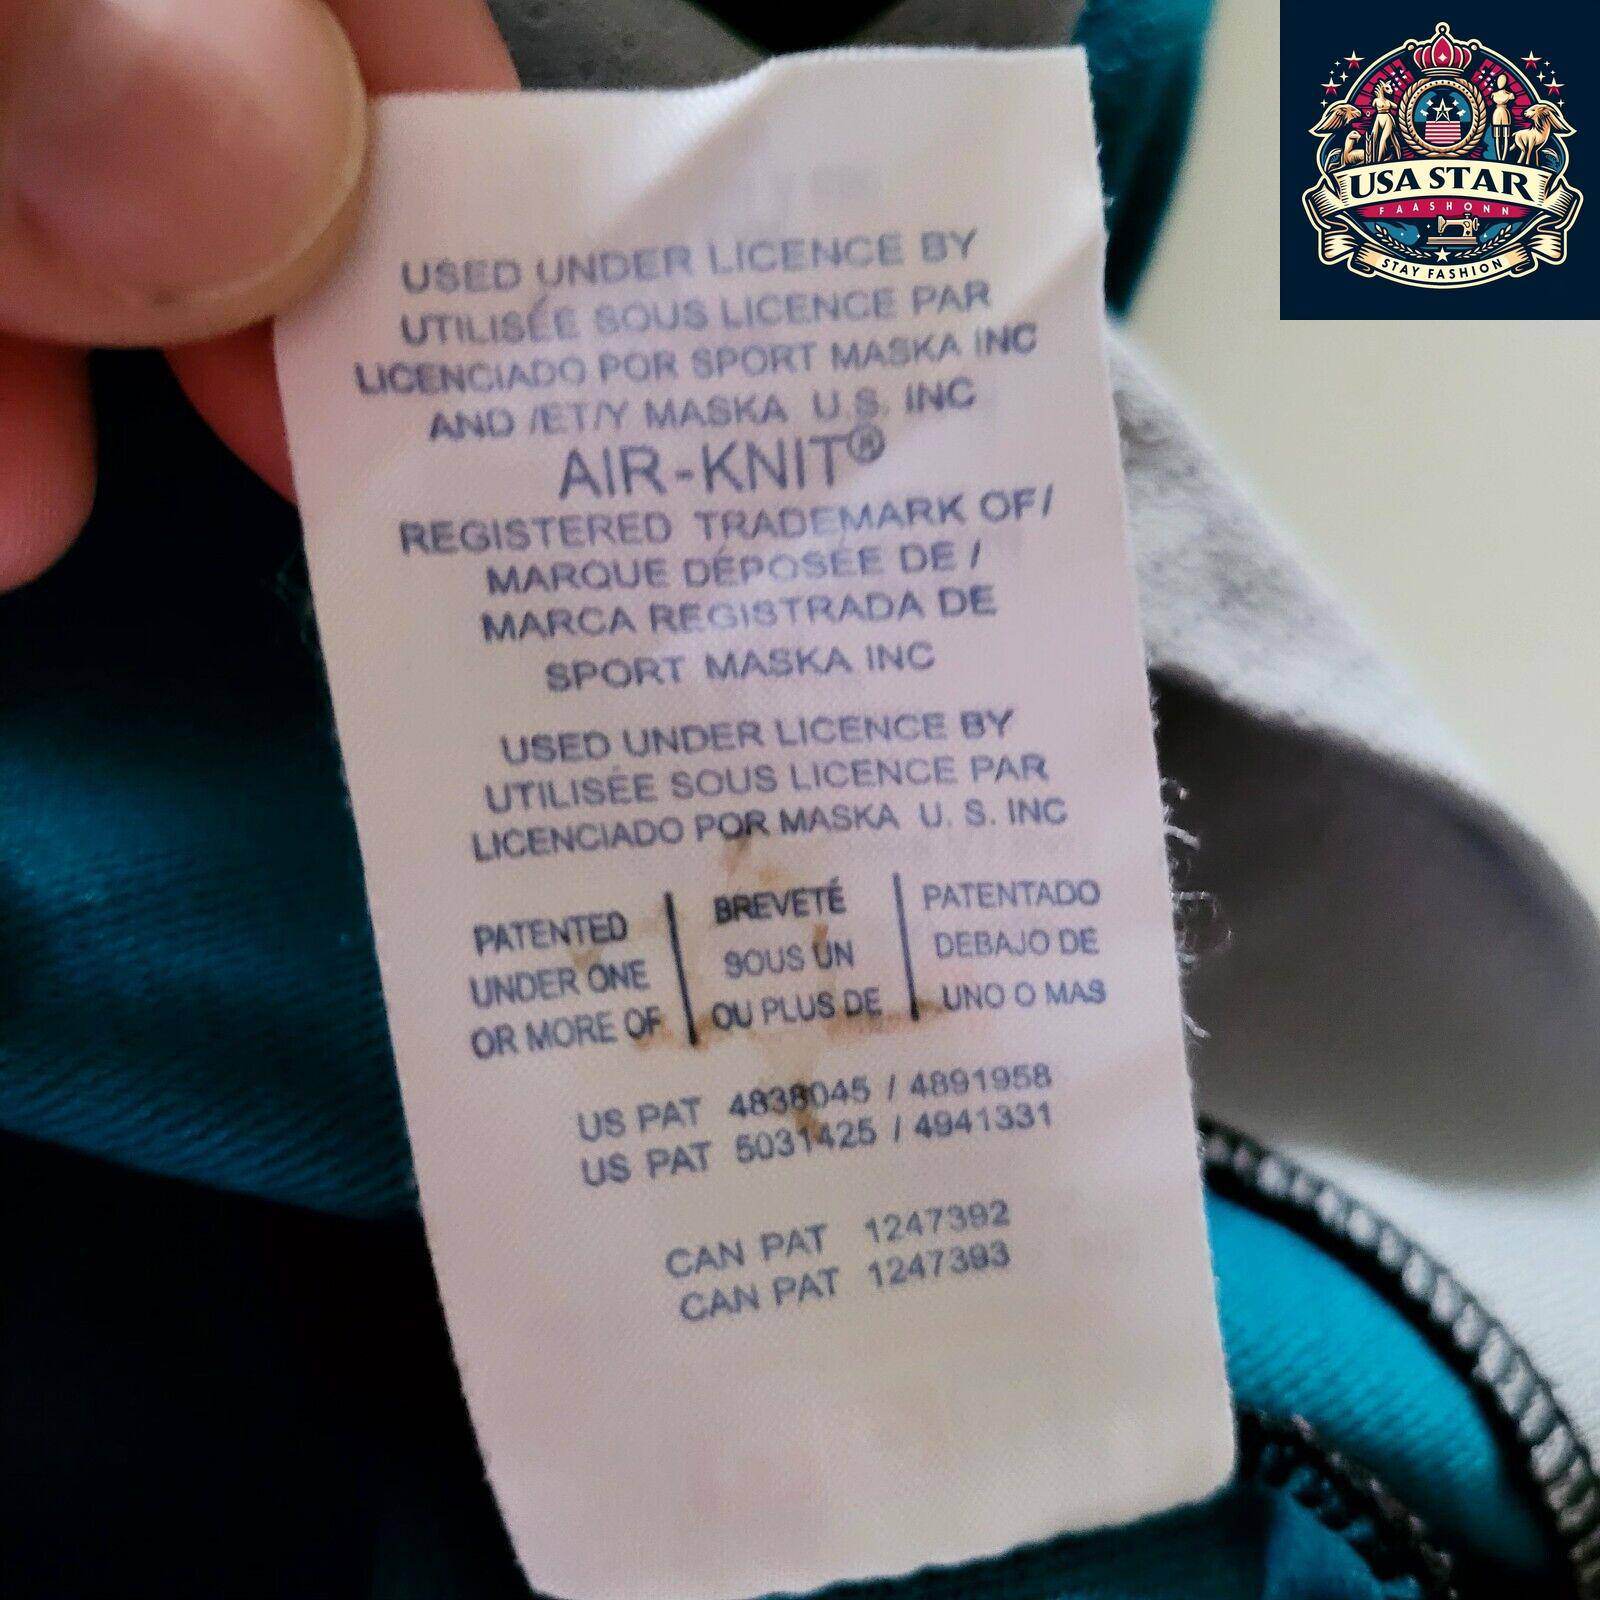 USA STAR
FAASHONN
STAY FASHION
USED UNDER LICENCE BY
UTILISÉE SOUS LICENCE PAR
LICENCIADO POR SPORT MASKA INC
AND /ET/Y MASKA U.S. INC
AIR-KNIT®
REGISTERED TRADEMARK OF/
MARQUE DÉPOSÉE DE /
MARCA REGISTRADA DE
SPORT MASKA INC
USED UNDER LICENCE BY
UTILISÉE SOUS LICENCE PAR
LICENCIADO POR MASKA U. S. INC
PATENTED | BREVETÉ | PATENTADO
UNDER ONE | SOUS UN | DEBAJO DE
OR MORE OF | OU PLUS DE | UNO O MAS
US PAT 4838045 / 4891958
US PAT 5031425 / 4941331
CAN PAT 1247392
CAN PAT 1247393